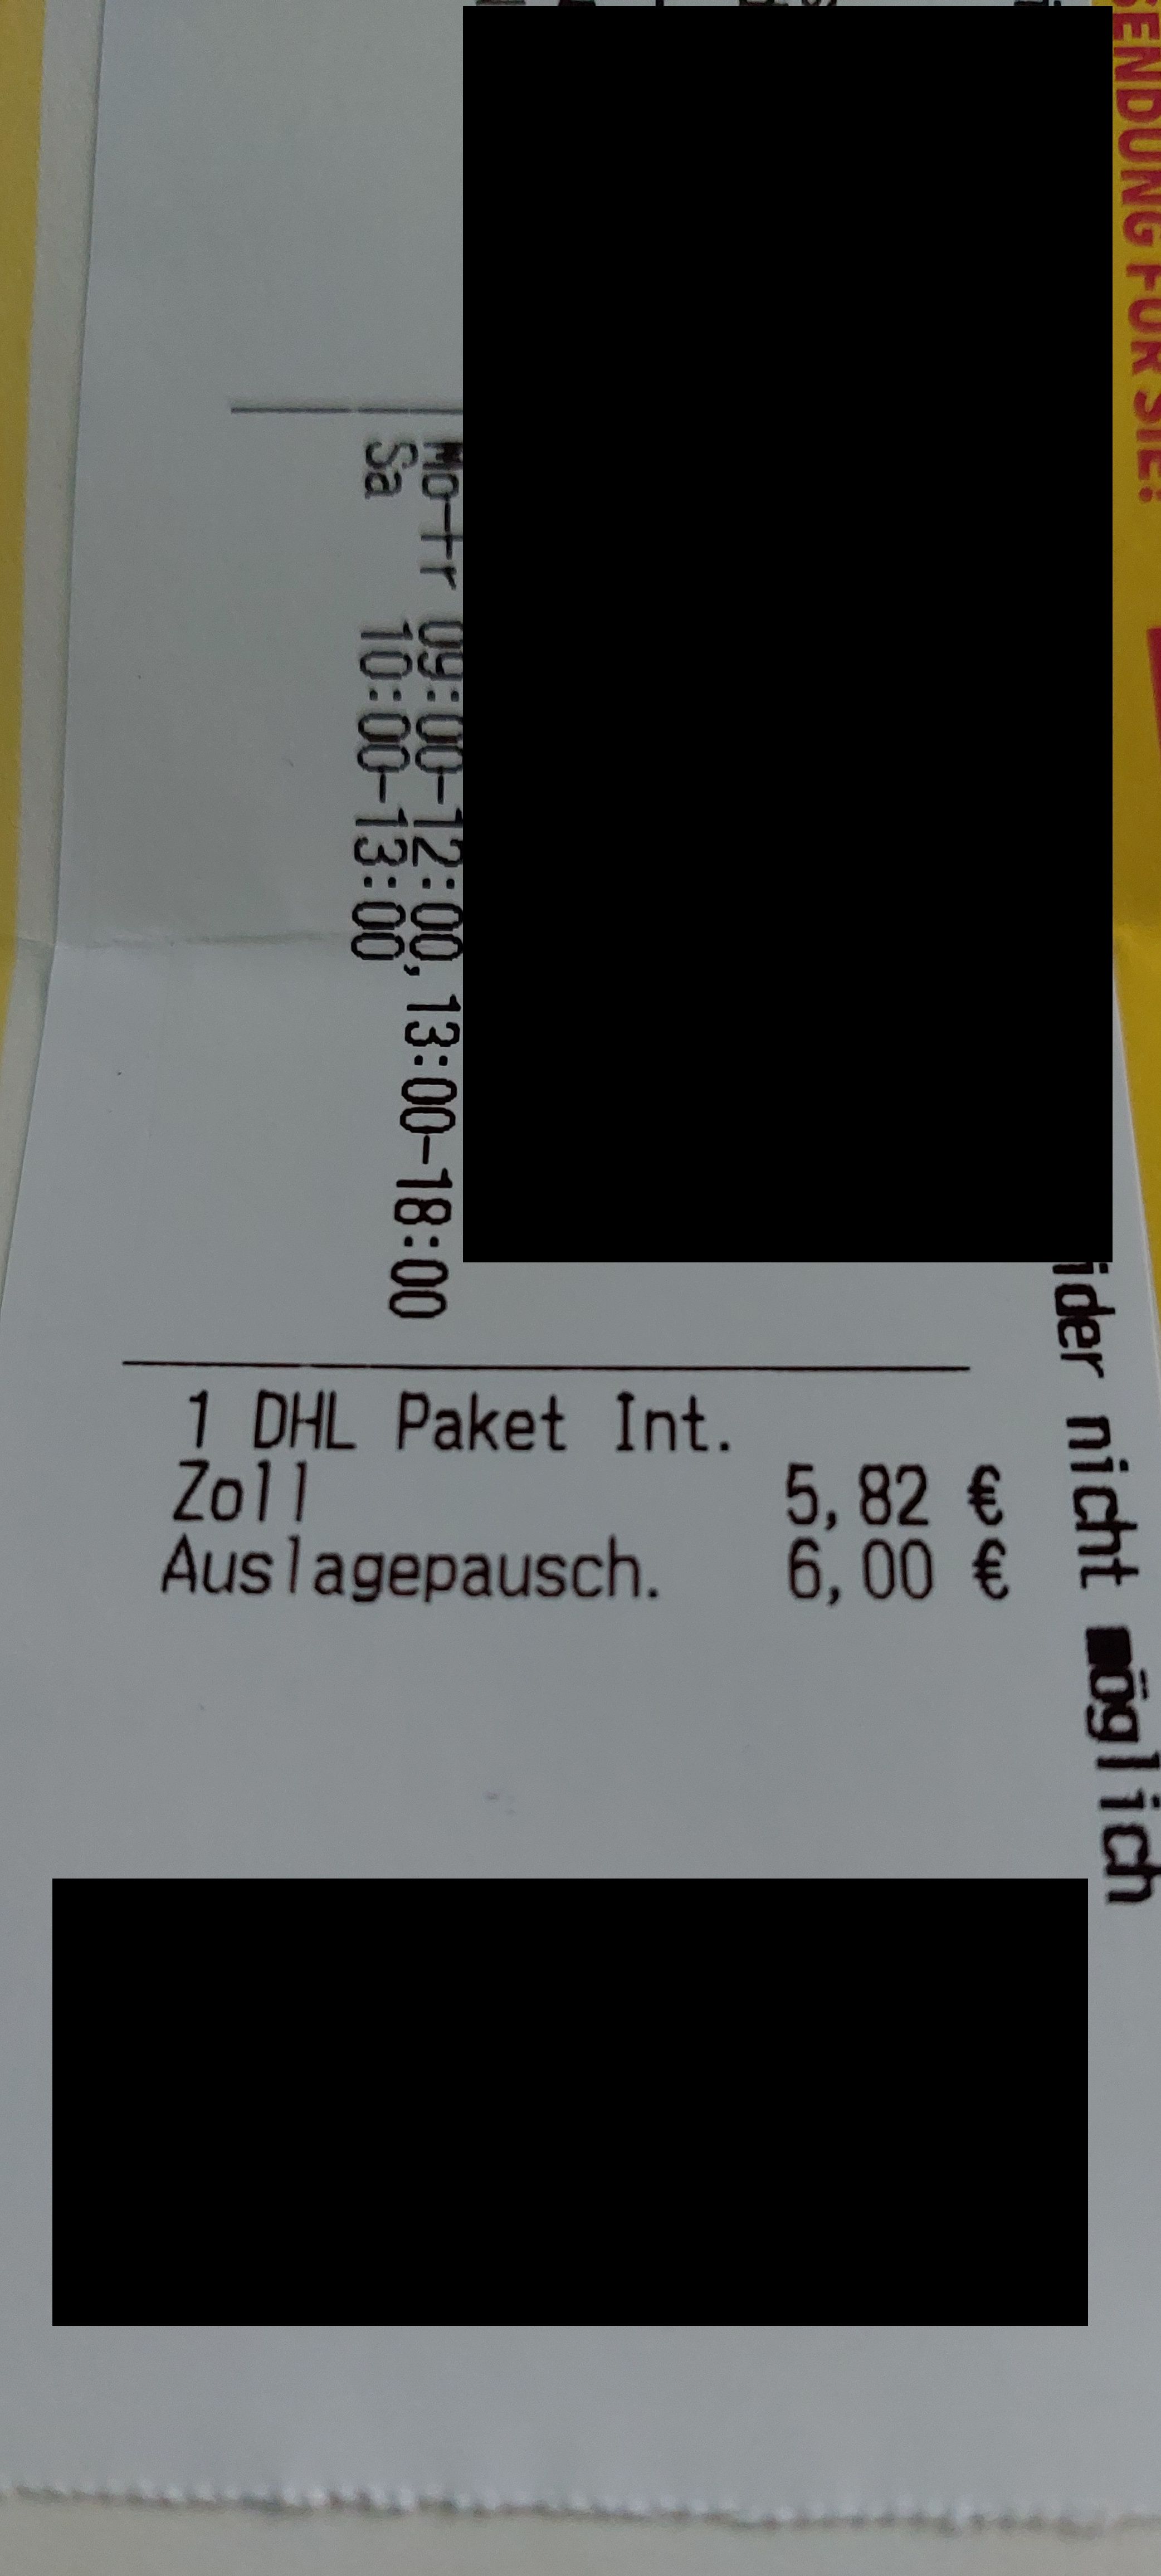 SENDUNG FÜR SIE:
ider nicht möglich
Mo-Fr 09:00-12:00, 13:00-18:00
Sa 10:00-13:00
1 DHL Paket Int.
Zoll 5,82 €
Auslagepausch. 6,00 €